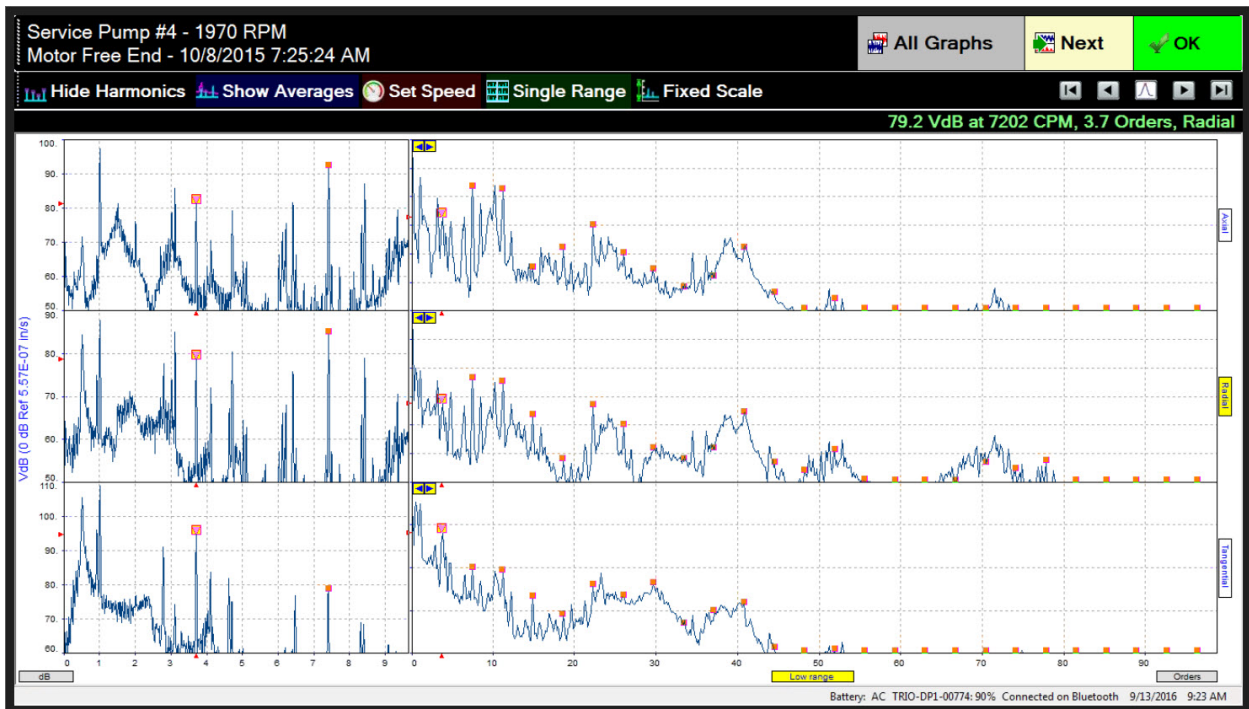 Service Pump #4 - 1970 RPM
Motor Free End - 10/8/2015 7:25:24 AM
All Graphs
Next
OK
Hide Harmonics
Show Averages
Set Speed
Single Range
Fixed Scale
79.2 VdB at 7202 CPM, 3.7 Orders, Radial
VdB (0 dB Ref 5.57E-07 in/s)
100.
90.
80.
70.
60.
50.
Axial
90.
80.
70.
60.
50.
Radial
110.
100.
90.
80.
70.
60.
Tangential
0 1 2 3 4 5 6 7 8 9 10 20 30 40 50 60 70 80 90
dB
Low range
Orders
Battery: AC TRIO-DP1-00774: 90% Connected on Bluetooth 9/13/2016 9:23 AM